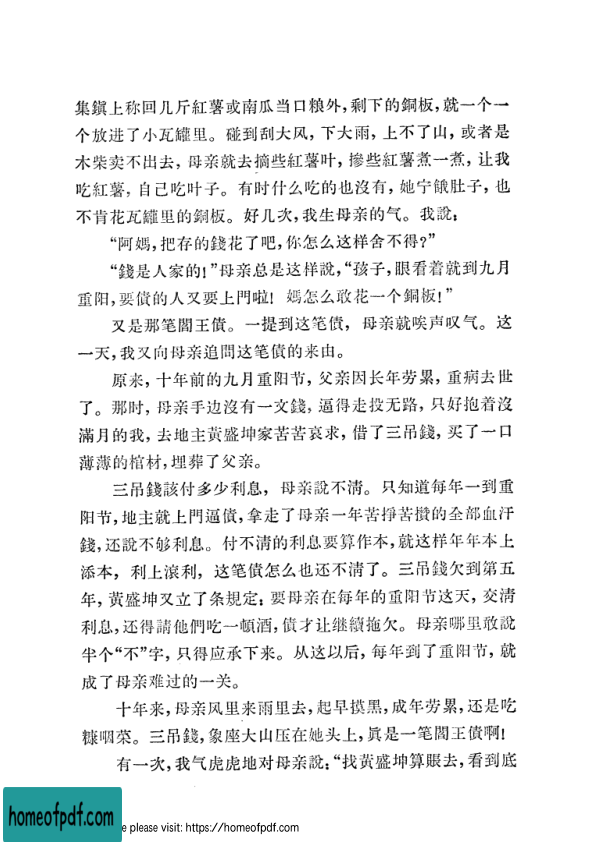 集鎭上称回几斤紅薯或南瓜当口粮外，剩下的銅板，就一个一
个放进了小瓦罐里。碰到刮大风，下大雨，上不了山，或者是
木柴卖不出去，母亲就去摘些紅薯叶，掺些紅薯煮一煮，让我
吃紅薯，自己吃叶子。有时什么吃的也沒有，她宁餓肚子，也
不肯花瓦罐里的銅板。好几次，我生母亲的气。我說：
“阿媽，把存的錢花了吧，你怎么这样舍不得？”
“錢是人家的！”母亲总是这样說，“孩子，眼看着就到九月
重阳，要債的人又要上門啦！媽怎么敢花一个銅板！”
又是那笔閻王債。一提到这笔債，母亲就唉声叹气。这
一天，我又向母亲追問这笔債的来由。
原来，十年前的九月重阳节，父亲因长年劳累，重病去世
了。那时，母亲手边沒有一文錢，逼得走投无路，只好抱着沒
滿月的我，去地主黃盛坤家苦苦哀求，借了三吊錢，买了一口
薄薄的棺材，埋葬了父亲。
三吊錢該付多少利息，母亲說不淸。只知道每年一到重
阳节，地主就上門逼債，拿走了母亲一年苦掙苦攢的全部血汗
錢，还說不够利息。付不淸的利息要算作本，就这样年年本上
添本，利上滾利，这笔債怎么也还不淸了。三吊錢欠到第五
年，黃盛坤又立了条規定：要母亲在每年的重阳节这天，交淸
利息，还得請他們吃一頓酒，債才让継續拖欠。母亲哪里敢說
半个“不”字，只得应承下来。从这以后，每年到了重阳节，就
成了母亲难过的一关。
十年来，母亲风里来雨里去，起早摸黑，成年劳累，还是吃
糠咽菜。三吊錢，象座大山压在她头上，眞是一笔閻王債啊！
有一次，我气虎虎地对母亲說：“找黃盛坤算賬去，看到底
homeofpdf.com
e please visit: https://homeofpdf.com